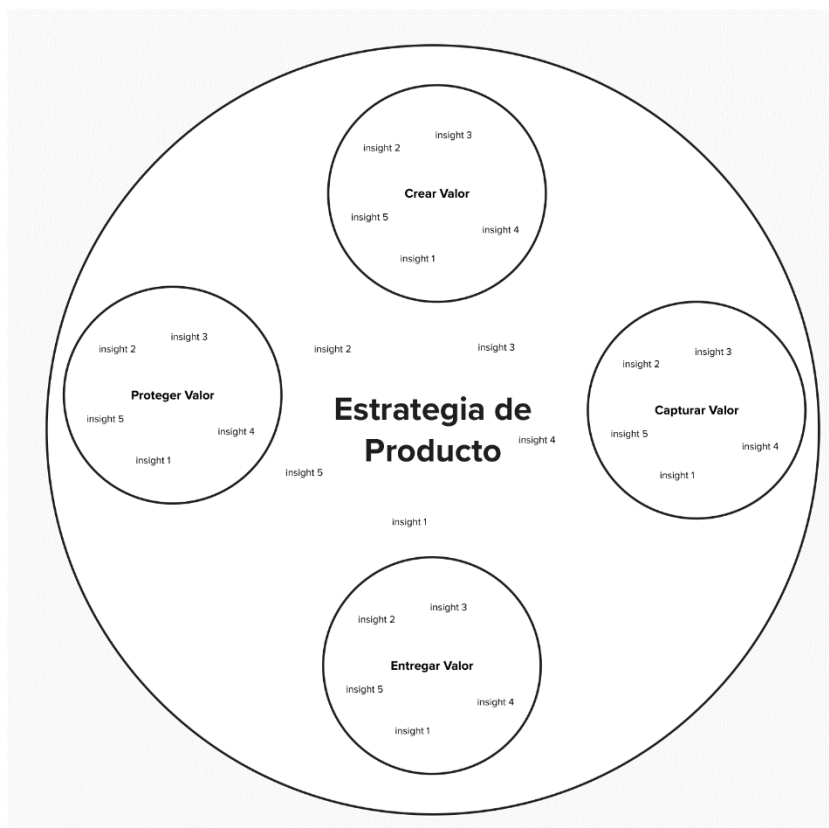 insight 3
insight 2
Crear Valor
insight 5
insight 4
insight 1
insight 3
insight 2
Proteger Valor
insight 5
insight 4
insight 1
insight 2
insight 3
Estrategia de
Producto
insight 4
insight 5
insight 1
insight 3
insight 2
Capturar Valor
insight 5
insight 4
insight 1
insight 3
insight 2
Entregar Valor
insight 5
insight 4
insight 1